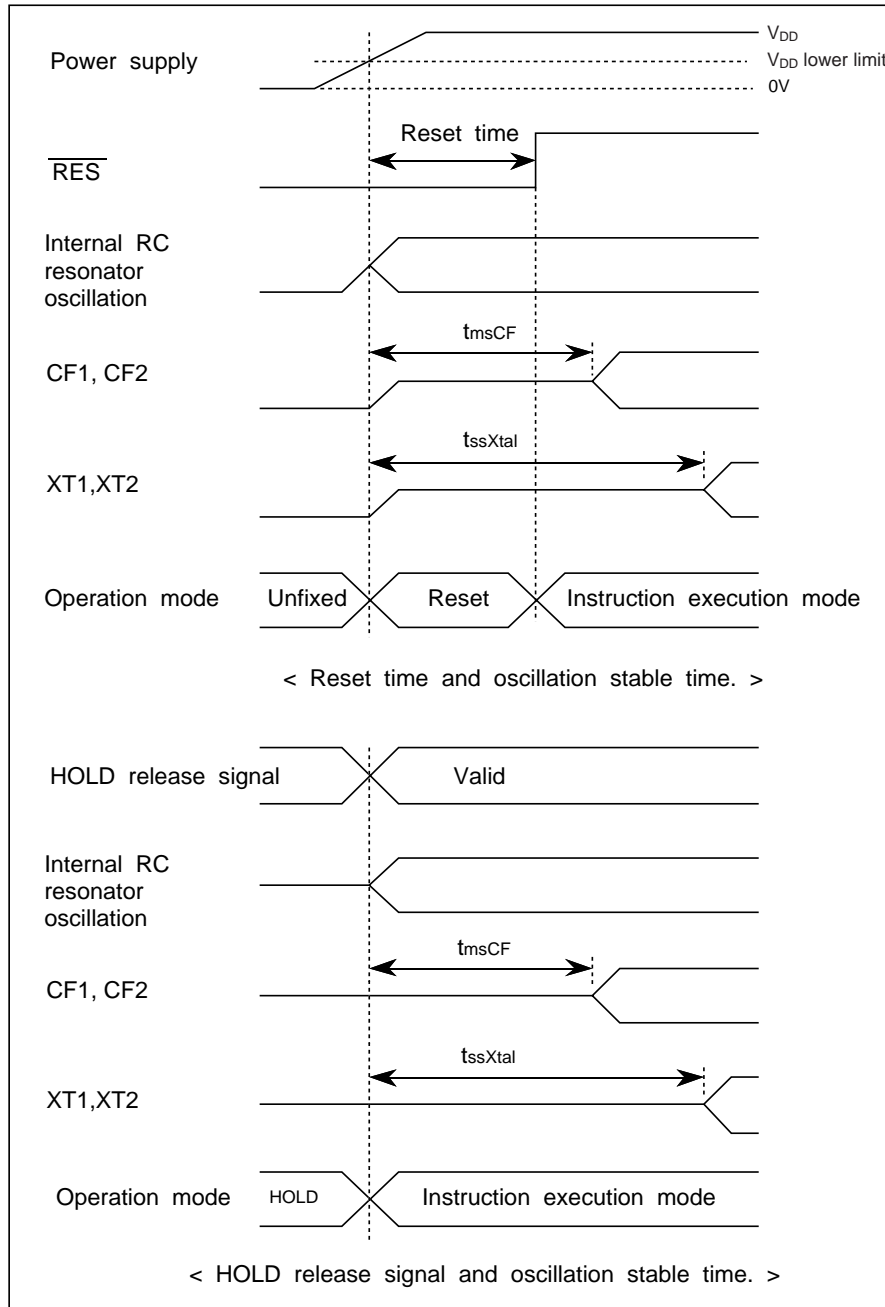 Power supply
VDD
VDD lower limit
0V
Reset time
RES
Internal RC
resonator
oscillation
tmsCF
CF1, CF2
tssXtal
XT1,XT2
Operation mode
Unfixed
Reset
Instruction execution mode
< Reset time and oscillation stable time. >
HOLD release signal
Valid
Internal RC
resonator
oscillation
tmsCF
CF1, CF2
tssXtal
XT1,XT2
Operation mode
HOLD
Instruction execution mode
< HOLD release signal and oscillation stable time. >